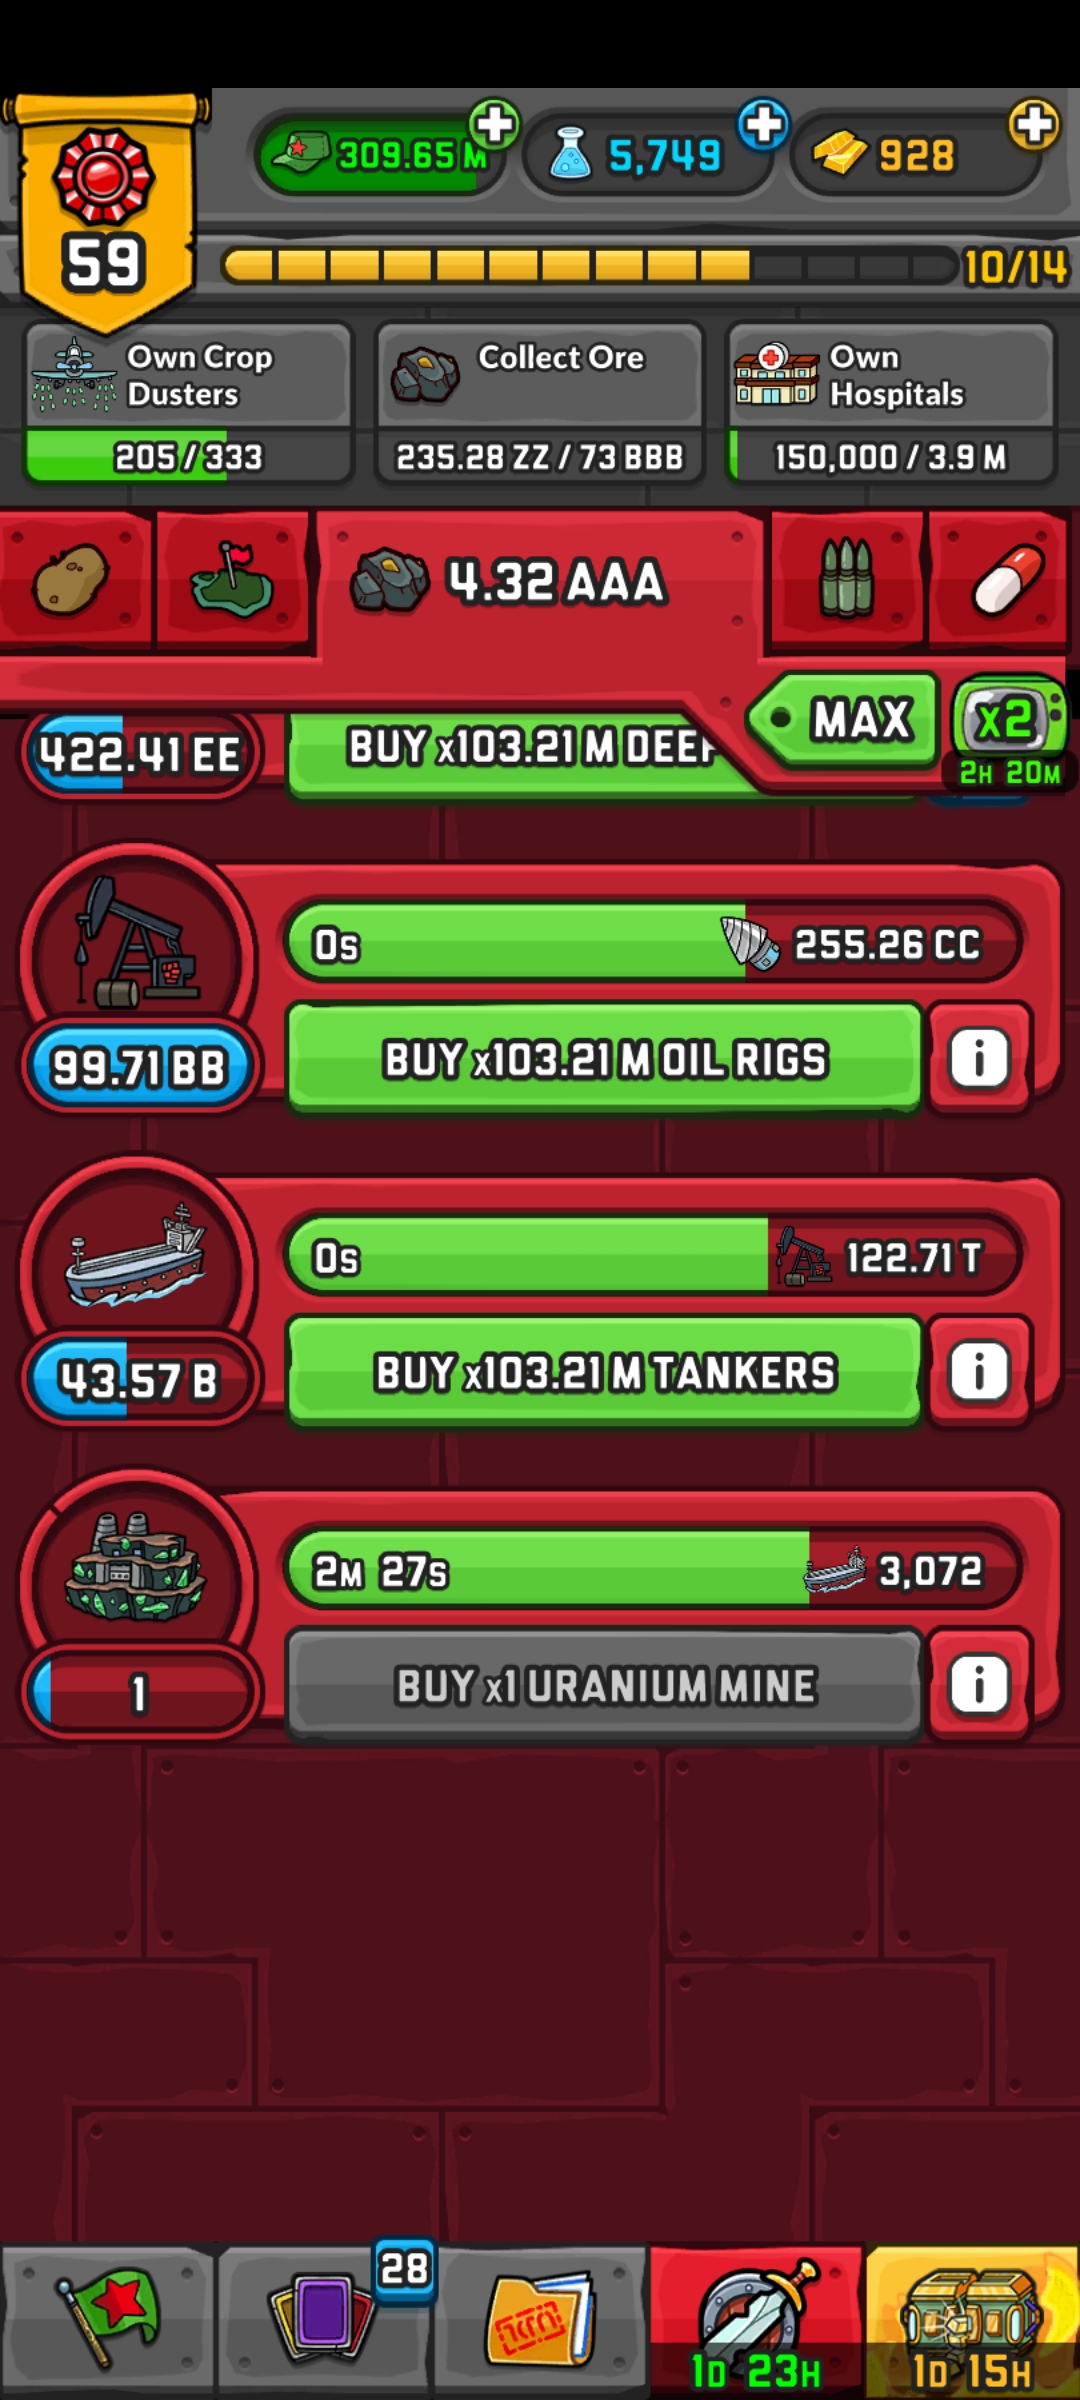 309.65 M
5,749
928
59
10/14
Own Crop
Dusters
205/333
Collect Ore
235.28 ZZ / 73 BBB
Own
Hospitals
150,000 / 3.9 M
4.32 AAA
MAX
x2
2H 20M
422.41 EE
BUY x103.21 M DEEP
0s
255.26 CC
99.71 BB
BUY x103.21 M OIL RIGS
i
0s
122.71 T
43.57 B
BUY x103.21 M TANKERS
i
2M 27s
3,072
1
BUY x1 URANIUM MINE
i
28
1D 23H
1D 15H